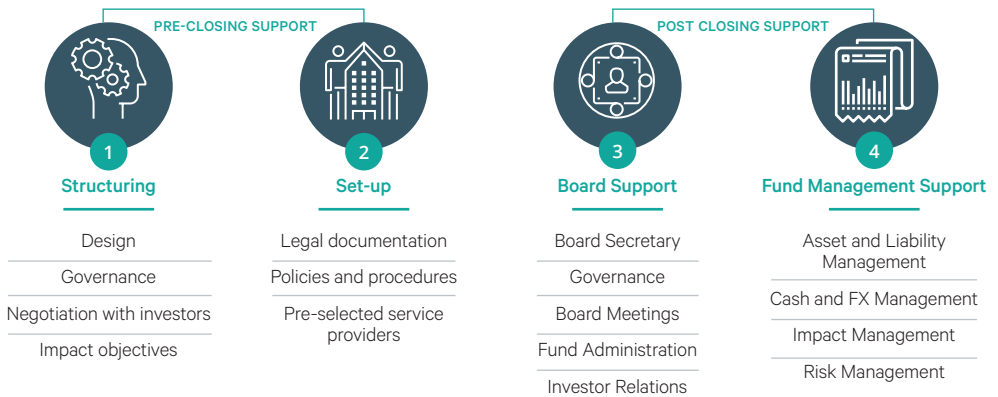 PRE-CLOSING SUPPORT
POST CLOSING SUPPORT
1
Structuring
Design
Governance
Negotiation with investors
Impact objectives
2
Set-up
Legal documentation
Policies and procedures
Pre-selected service
providers
3
Board Support
Board Secretary
Governance
Board Meetings
Fund Administration
Investor Relations
4
Fund Management Support
Asset and Liability
Management
Cash and FX Management
Impact Management
Risk Management